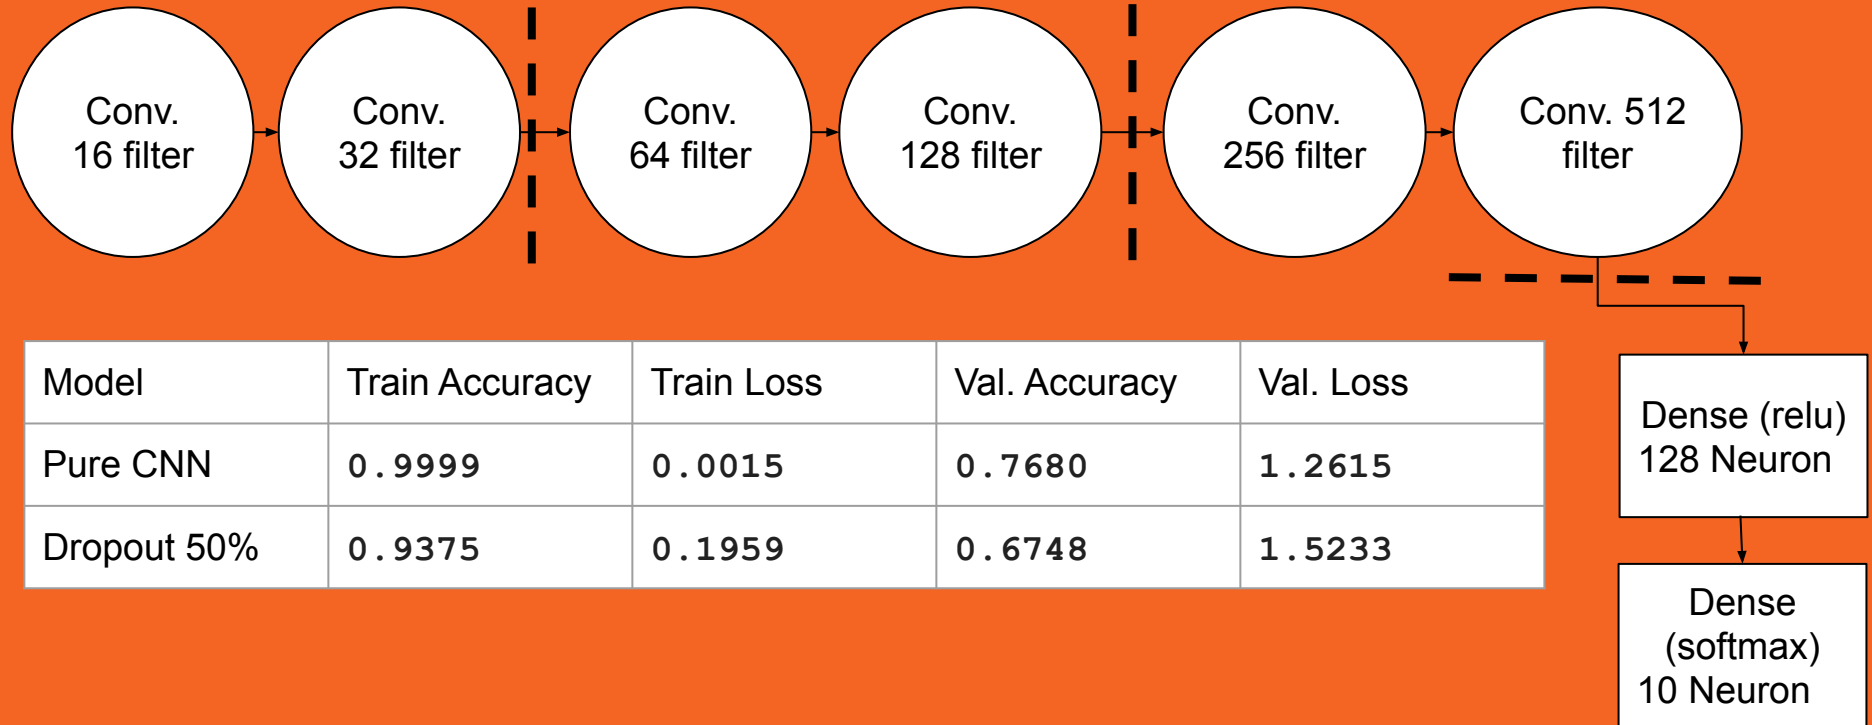 Conv.
16 filter
Conv.
32 filter
Conv.
64 filter
Conv.
128 filter
Conv.
256 filter
Conv. 512
filter
Model Train Accuracy Train Loss Val. Accuracy Val. Loss
Pure CNN 0.9999 0.0015 0.7680 1.2615
Dropout 50% 0.9375 0.1959 0.6748 1.5233
Dense (relu)
128 Neuron
Dense
(softmax)
10 Neuron